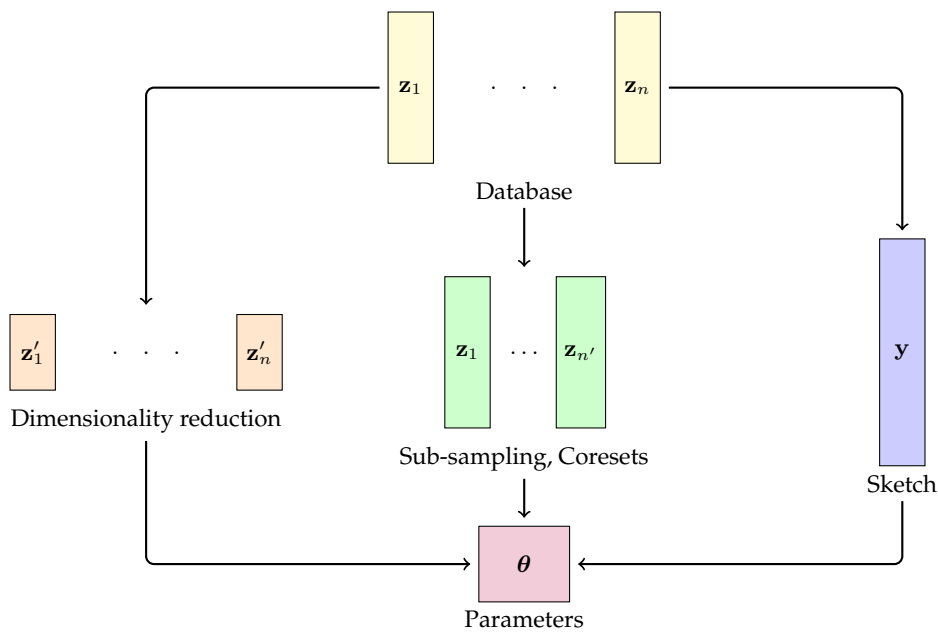 𝐳₁ · · · 𝐳ₙ
Database
𝐳′₁ · · · 𝐳′ₙ
𝐳₁ ... 𝐳ₙ′
𝐲
Dimensionality reduction
Sub-sampling, Coresets
Sketch
𝜽
Parameters